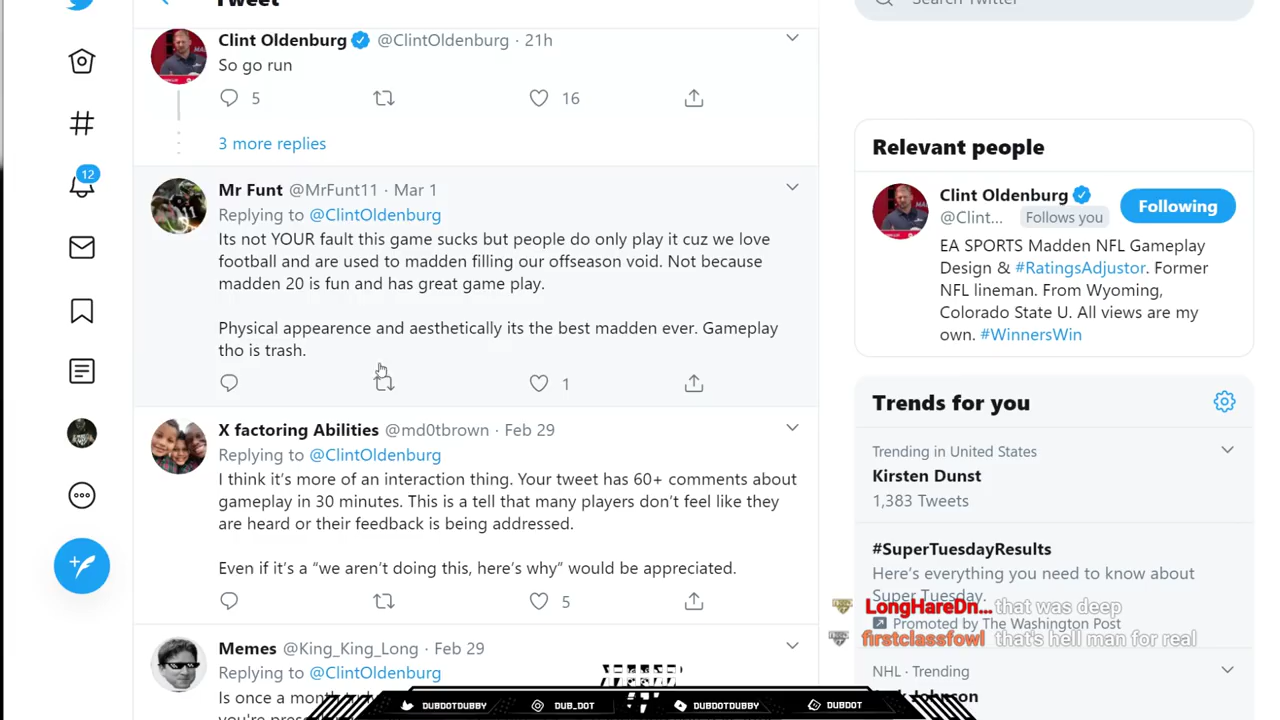 Tweet
Search Twitter
Clint Oldenburg @ClintOldenburg · 21h
So go run
5 16
3 more replies
Mr Funt @MrFunt11 · Mar 1
Replying to @ClintOldenburg
Its not YOUR fault this game sucks but people do only play it cuz we love
football and are used to madden filling our offseason void. Not because
madden 20 is fun and has great game play.
Physical appearence and aesthetically its the best madden ever. Gameplay
tho is trash.
1
X factoring Abilities @md0tbrown · Feb 29
Replying to @ClintOldenburg
I think it’s more of an interaction thing. Your tweet has 60+ comments about
gameplay in 30 minutes. This is a tell that many players don’t feel like they
are heard or their feedback is being addressed.
Even if it’s a “we aren’t doing this, here’s why” would be appreciated.
5
Memes @King_King_Long · Feb 29
Replying to @ClintOldenburg
Is once a mon
you're pres
12
Relevant people
Clint Oldenburg
@Clint... Follows you
Following
EA SPORTS Madden NFL Gameplay
Design & #RatingsAdjustor. Former
NFL lineman. From Wyoming,
Colorado State U. All views are my
own. #WinnersWin
Trends for you
Trending in United States
Kirsten Dunst
1,383 Tweets
#SuperTuesdayResults
Here’s everything you need to know about
Super Tuesday.
Promoted by The Washington Post
NHL · Trending
Johnson
LongHareDn... that was deep
firstclassfowl that's hell man for real
DUBDOTDUBBY DUB_DOT DUBDOTDUBBY DUBDOT